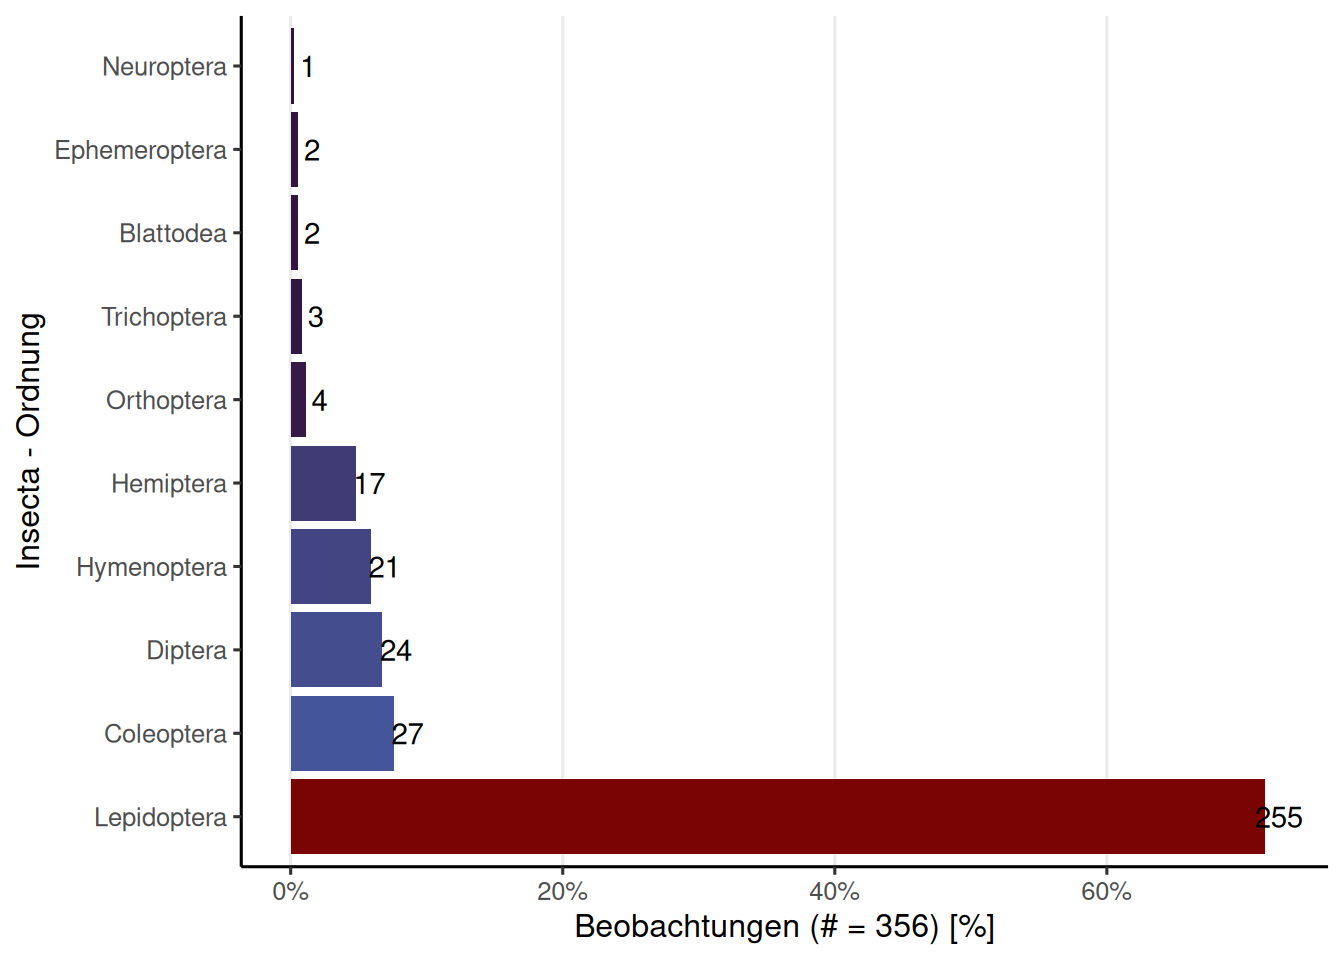 Insecta - Ordnung
Neuroptera 1
Ephemeroptera 2
Blattodea 2
Trichoptera 3
Orthoptera 4
Hemiptera 17
Hymenoptera 21
Diptera 24
Coleoptera 27
Lepidoptera 255
0% 20% 40% 60%
Beobachtungen (# = 356) [%]